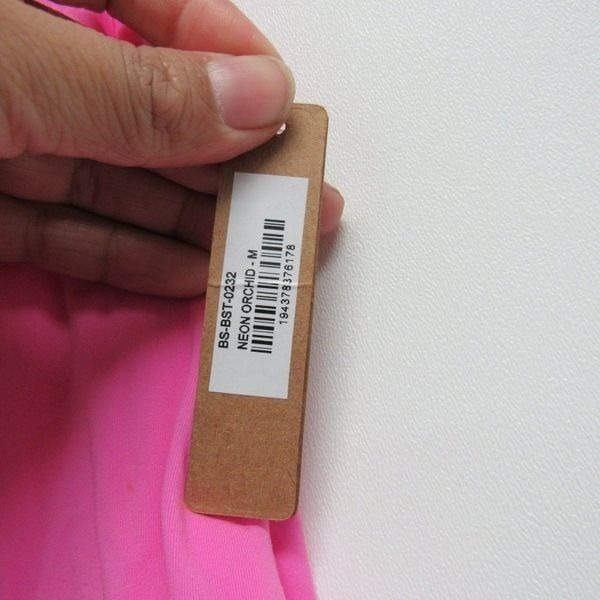 BS-BST-0232
NEON ORCHID - M
194378376178